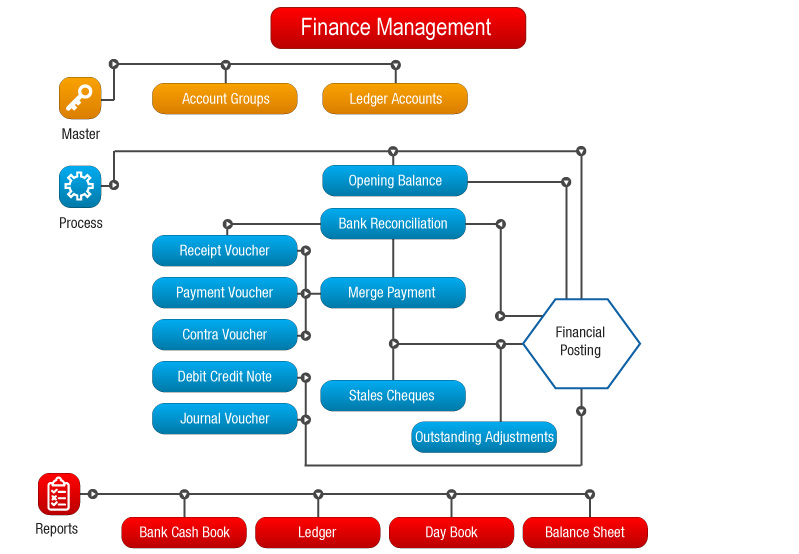 Finance Management
Account Groups
Ledger Accounts
Master
Opening Balance
Process
Bank Reconciliation
Receipt Voucher
Payment Voucher
Merge Payment
Contra Voucher
Financial
Posting
Debit Credit Note
Stales Cheques
Journal Voucher
Outstanding Adjustments
Reports
Bank Cash Book
Ledger
Day Book
Balance Sheet